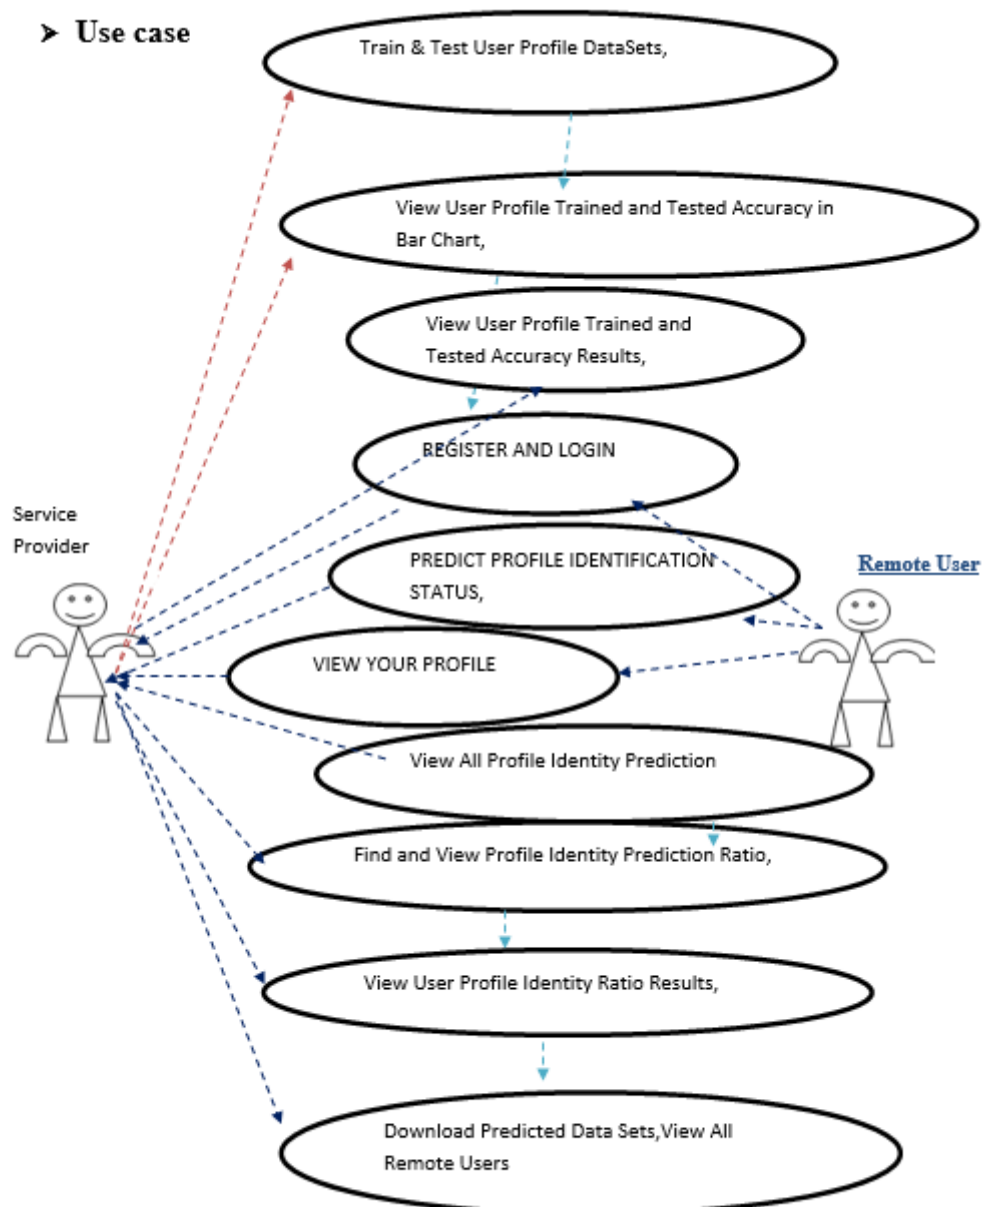 ➤ Use case
Train & Test User Profile DataSets,
View User Profile Trained and Tested Accuracy in
Bar Chart,
View User Profile Trained and
Tested Accuracy Results,
REGISTER AND LOGIN
Service
Provider
PREDICT PROFILE IDENTIFICATION
STATUS,
Remote User
VIEW YOUR PROFILE
View All Profile Identity Prediction
Find and View Profile Identity Prediction Ratio,
View User Profile Identity Ratio Results,
Download Predicted Data Sets,View All
Remote Users